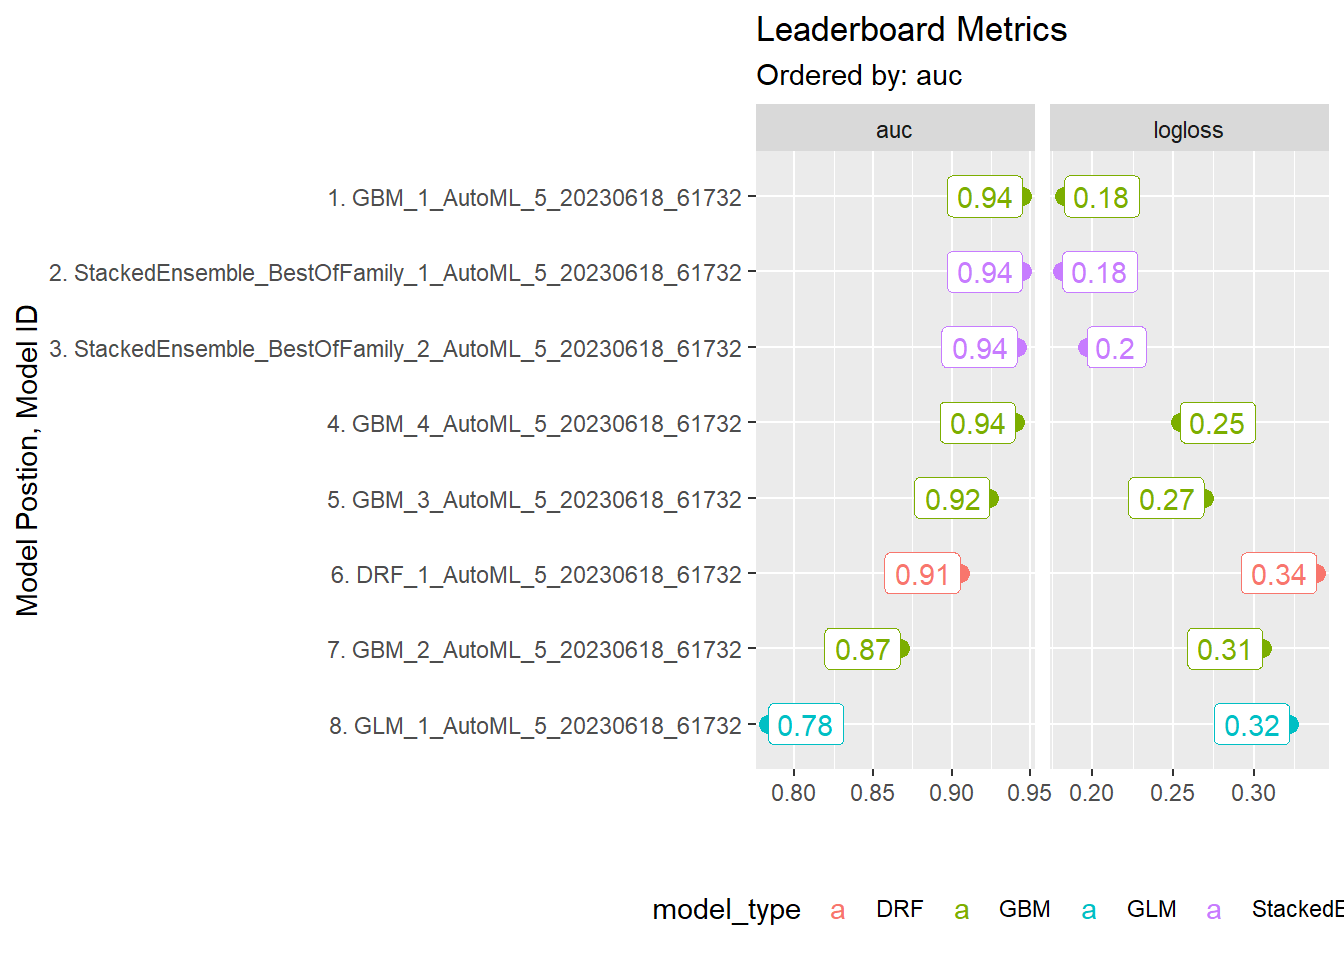 Leaderboard Metrics
Ordered by: auc
auc logloss
1. GBM_1_AutoML_5_20230618_61732 0.94 0.18
2. StackedEnsemble_BestOfFamily_1_AutoML_5_20230618_61732 0.94 0.18
3. StackedEnsemble_BestOfFamily_2_AutoML_5_20230618_61732 0.94 0.2
4. GBM_4_AutoML_5_20230618_61732 0.94 0.25
5. GBM_3_AutoML_5_20230618_61732 0.92 0.27
6. DRF_1_AutoML_5_20230618_61732 0.91 0.34
7. GBM_2_AutoML_5_20230618_61732 0.87 0.31
8. GLM_1_AutoML_5_20230618_61732 0.78 0.32
Model Postion, Model ID
0.80 0.85 0.90 0.95 0.20 0.25 0.30
model_type a DRF a GBM a GLM a StackedE